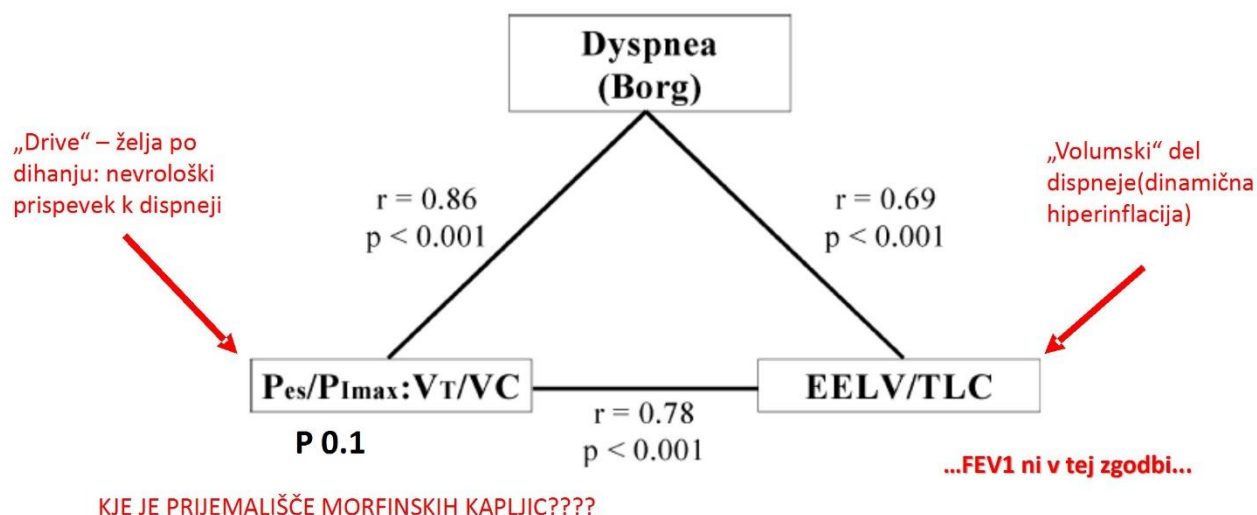 Dyspnea
(Borg)
„Drive“ – želja po
dihanju: nevrološki
prispevek k dispneji
„Volumski“ del
dispneje(dinamična
hiperinflacija)
r = 0.86
p < 0.001
r = 0.69
p < 0.001
Pes/PImax:VT/VC
EELV/TLC
P 0.1
r = 0.78
p < 0.001
...FEV1 ni v tej zgodbi...
KJE JE PRIJEMALIŠČE MORFINSKIH KAPLJIC????